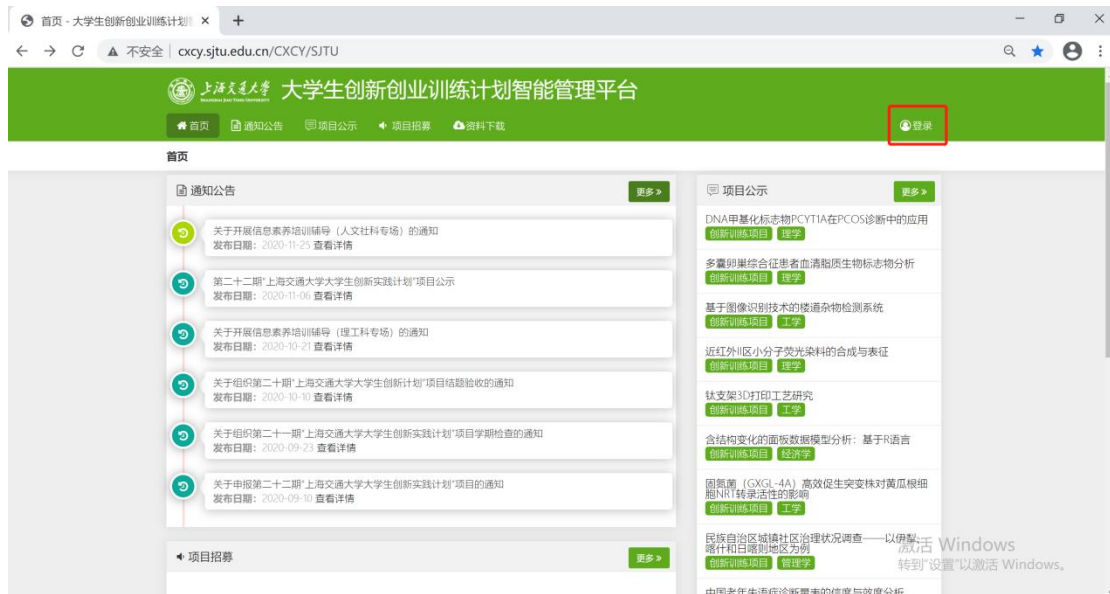 首页 - 大学生创新创业训练计划
不安全 | cxcy.sjtu.edu.cn/CXCY/SJTU
上海交通大学 大学生创新创业训练计划智能管理平台
首页 通知公告 项目公示 项目招募 资料下载 登录
首页
通知公告 更多 »
关于开展信息素养培训辅导（人文社科专场）的通知
发布日期：2020-11-25 查看详情
第二十二期“上海交通大学大学生创新实践计划”项目公示
发布日期：2020-11-06 查看详情
关于开展信息素养培训辅导（理工科专场）的通知
发布日期：2020-10-21 查看详情
关于组织第二十期“上海交通大学大学生创新计划”项目结题验收的通知
发布日期：2020-10-10 查看详情
关于组织第二十一期“上海交通大学大学生创新实践计划”项目学期检查的通知
发布日期：2020-09-23 查看详情
关于申报第二十二期“上海交通大学大学生创新实践计划”项目的通知
发布日期：2020-09-10 查看详情
项目招募 更多 »
项目公示 更多 »
DNA甲基化标志物PCYT1A在PCOS诊断中的应用
创新训练项目 理学
多囊卵巢综合征患者血清脂质生物标志物分析
创新训练项目 理学
基于图像识别技术的楼道杂物检测系统
创新训练项目 工学
近红外II区小分子荧光染料的合成与表征
创新训练项目 理学
钛支架3D打印工艺研究
创新训练项目 工学
含结构变化的面板数据模型分析：基于R语言
创新训练项目 经济学
固氮菌（GXGL-4A）高效促生突变株对黄瓜根细
胞NRT转录活性的影响
创新训练项目 工学
民族自治区城镇社区治理状况调查——以伊犁、
喀什和日喀则地区为例
创新训练项目 管理学
激活 Windows
转到“设置”以激活 Windows。